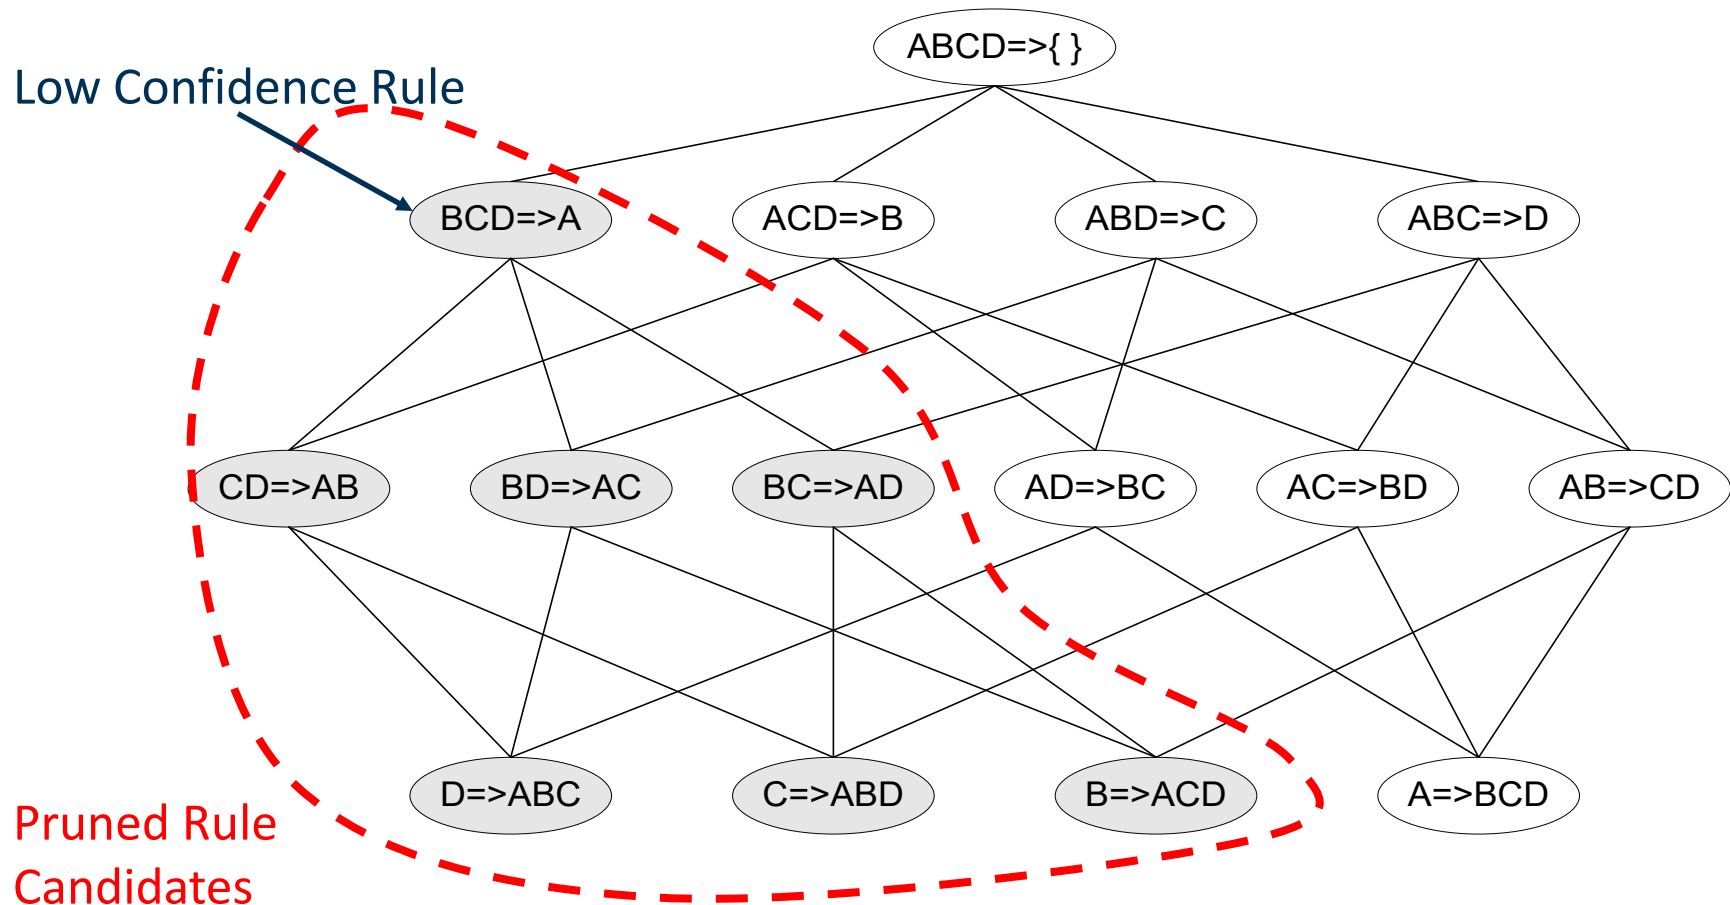 ABCD=>{ }
Low Confidence Rule
BCD=>A
ACD=>B
ABD=>C
ABC=>D
CD=>AB
BD=>AC
BC=>AD
AD=>BC
AC=>BD
AB=>CD
D=>ABC
C=>ABD
B=>ACD
A=>BCD
Pruned Rule
Candidates